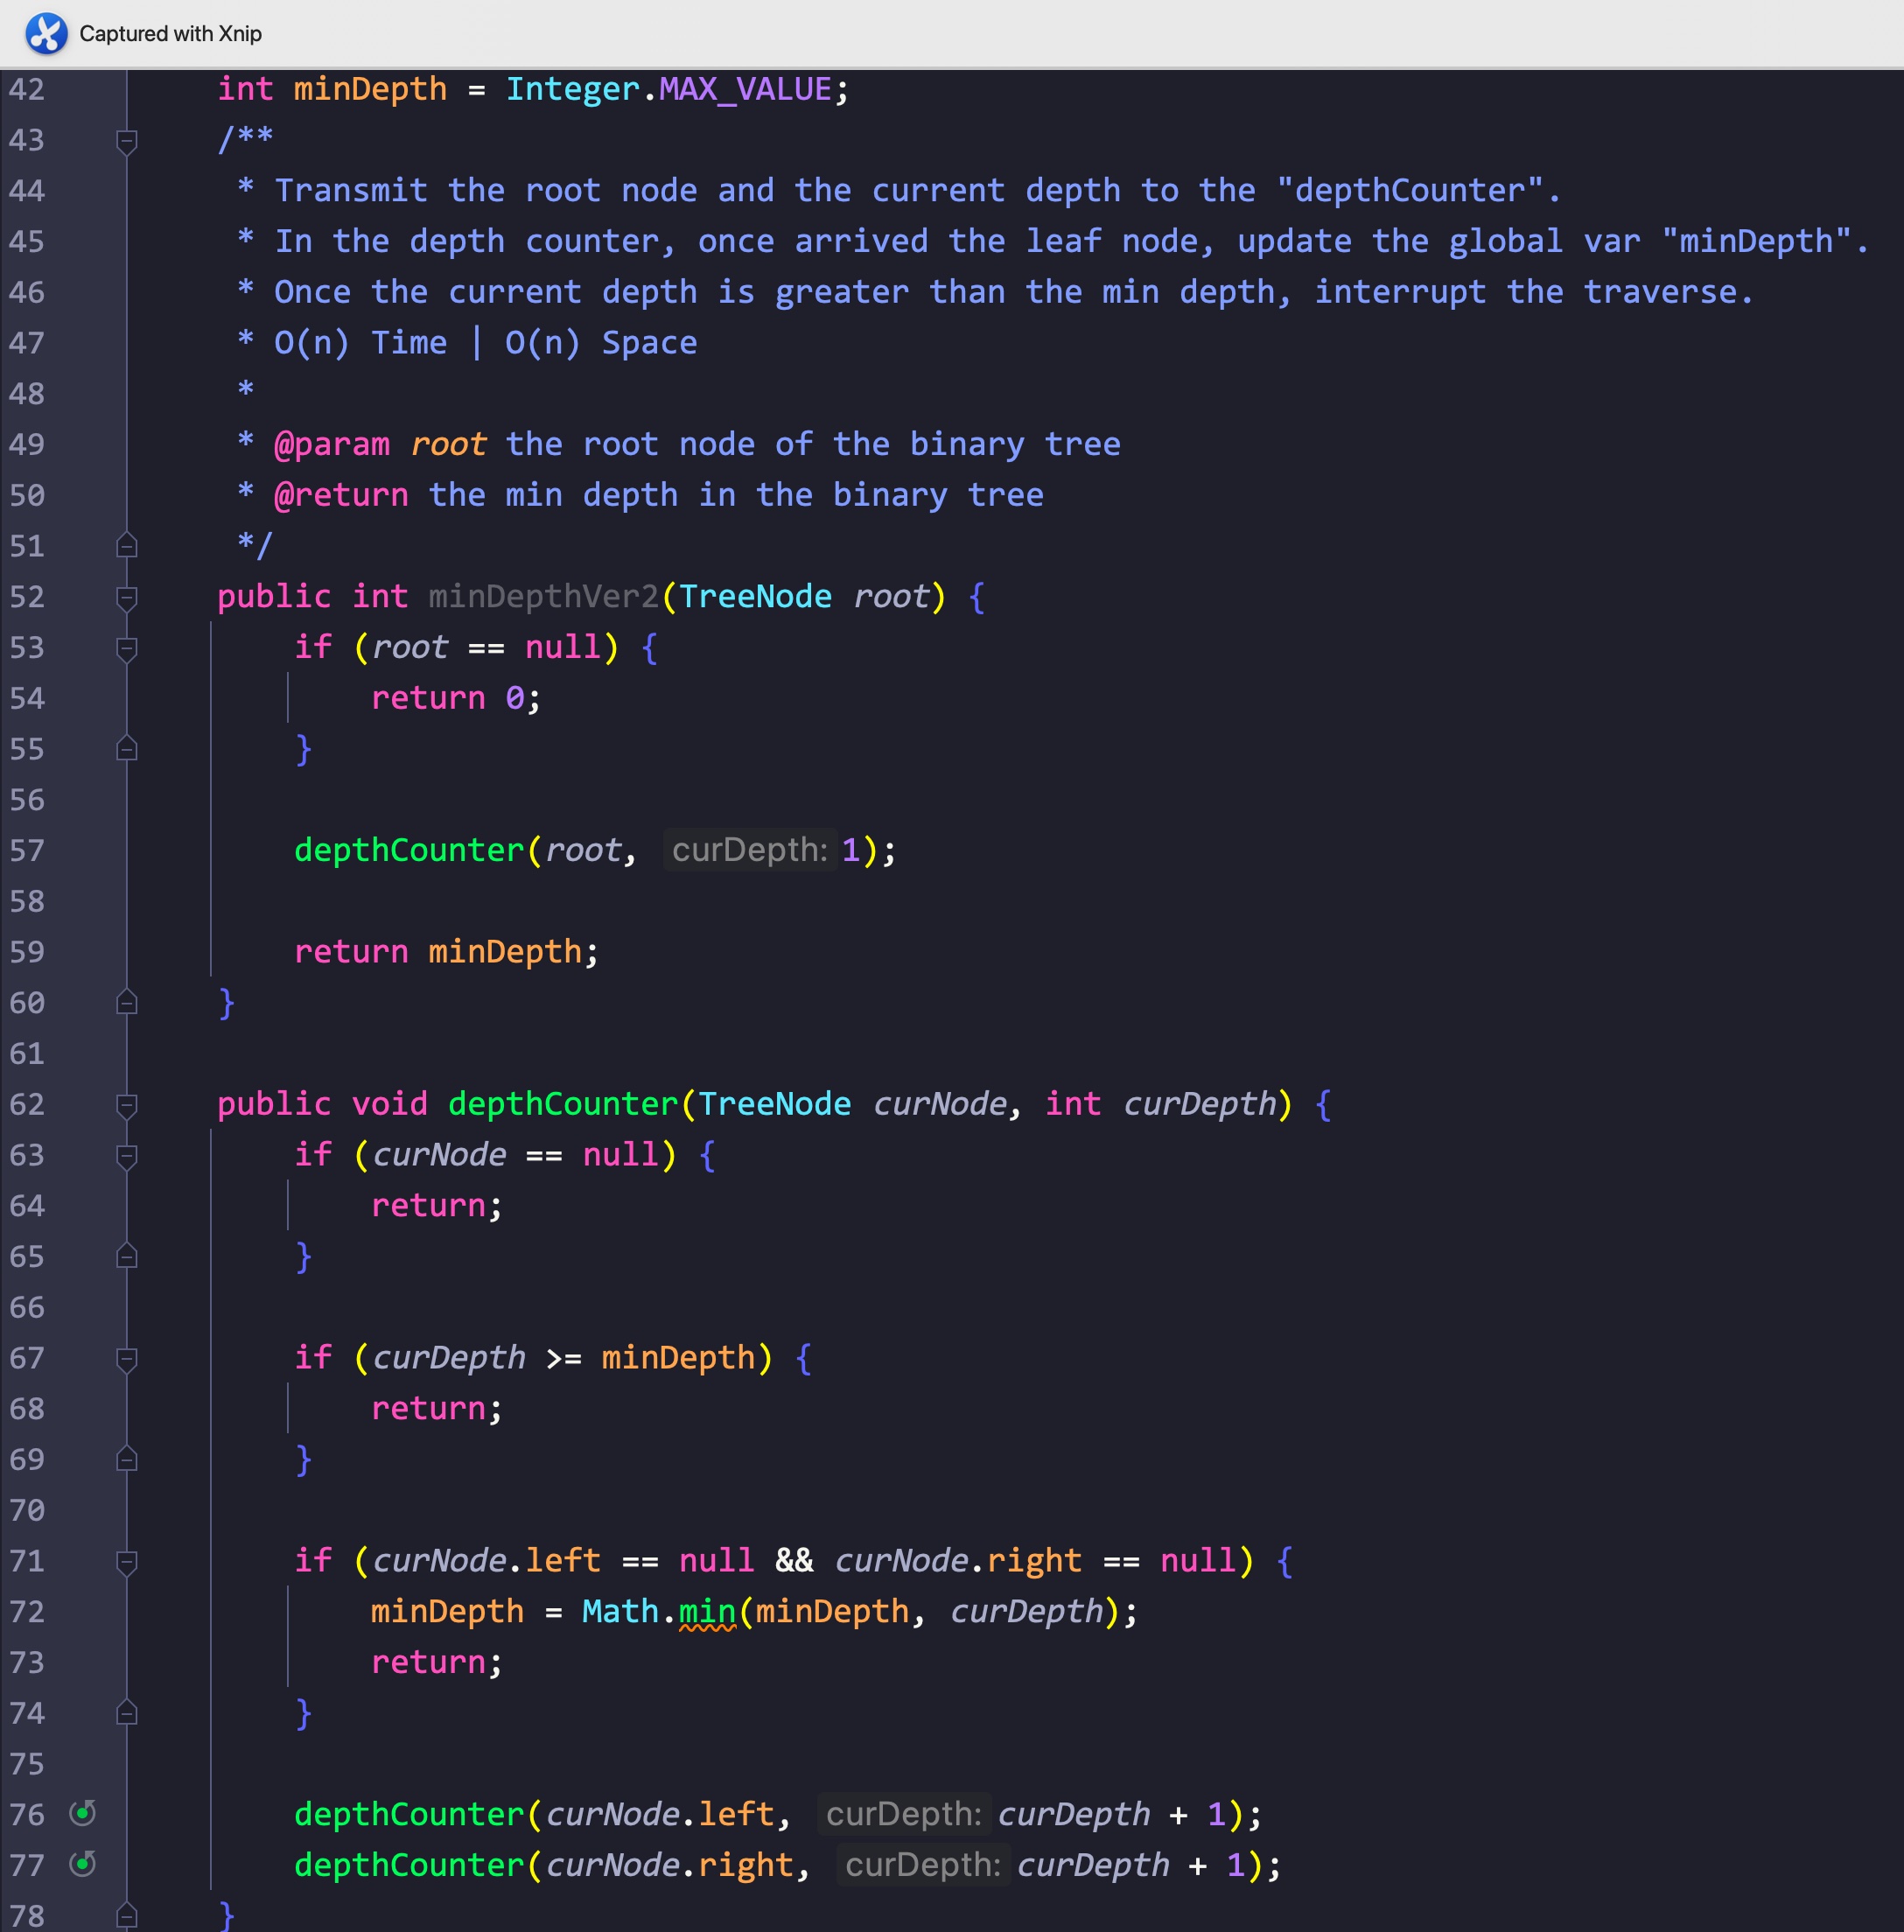 Captured with Xnip
42 int minDepth = Integer.MAX_VALUE;
43 /**
44 * Transmit the root node and the current depth to the "depthCounter".
45 * In the depth counter, once arrived the leaf node, update the global var "minDepth".
46 * Once the current depth is greater than the min depth, interrupt the traverse.
47 * O(n) Time | O(n) Space
48 *
49 * @param root the root node of the binary tree
50 * @return the min depth in the binary tree
51 */
52 public int minDepthVer2(TreeNode root) {
53 if (root == null) {
54 return 0;
55 }
56
57 depthCounter(root, curDepth: 1);
58
59 return minDepth;
60 }
61
62 public void depthCounter(TreeNode curNode, int curDepth) {
63 if (curNode == null) {
64 return;
65 }
66
67 if (curDepth >= minDepth) {
68 return;
69 }
70
71 if (curNode.left == null && curNode.right == null) {
72 minDepth = Math.min(minDepth, curDepth);
73 return;
74 }
75
76 depthCounter(curNode.left, curDepth: curDepth + 1);
77 depthCounter(curNode.right, curDepth: curDepth + 1);
78 }